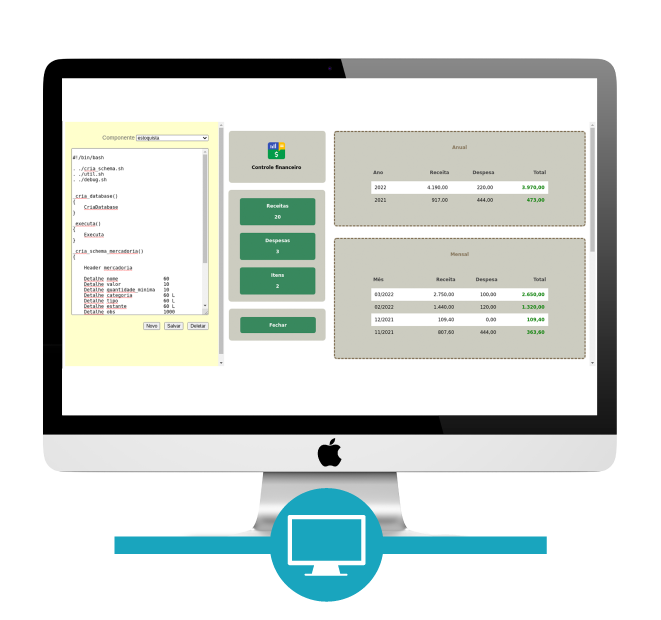 Componente estoquista
#!/bin/bash
. ./cria_schema.sh
. ./util.sh
. ./debug.sh
_cria_database()
{
CriaDatabase
}
_executa()
{
Executa
}
_cria_schema_mercadoria()
{
Header mercadoria
Detalhe nome 60
Detalhe valor 10
Detalhe quantidade_minima 10
Detalhe categoria 60 L
Detalhe tipo 60 L
Detalhe estante 60 L
Detalhe obs 1000
Novo Salvar Deletar
Controle financeiro
Receitas
20
Despesas
3
Itens
2
Fechar
Anual
Ano Receita Despesa Total
2022 4.190,00 220,00 3.970,00
2021 917,00 444,00 473,00
Mensal
Mês Receita Despesa Total
03/2022 2.750,00 100,00 2.650,00
02/2022 1.440,00 120,00 1.320,00
12/2021 109,40 0,00 109,40
11/2021 807,60 444,00 363,60